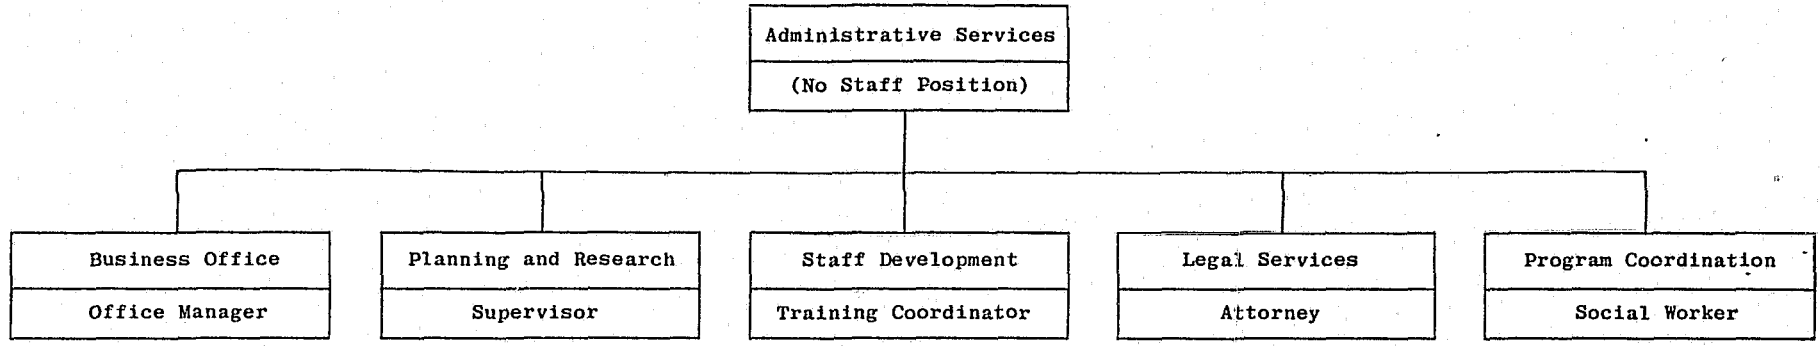 Administrative Services
(No Staff Position)
Business Office
Office Manager
Planning and Research
Supervisor
Staff Development
Training Coordinator
Legal Services
Attorney
Program Coordination
Social Worker